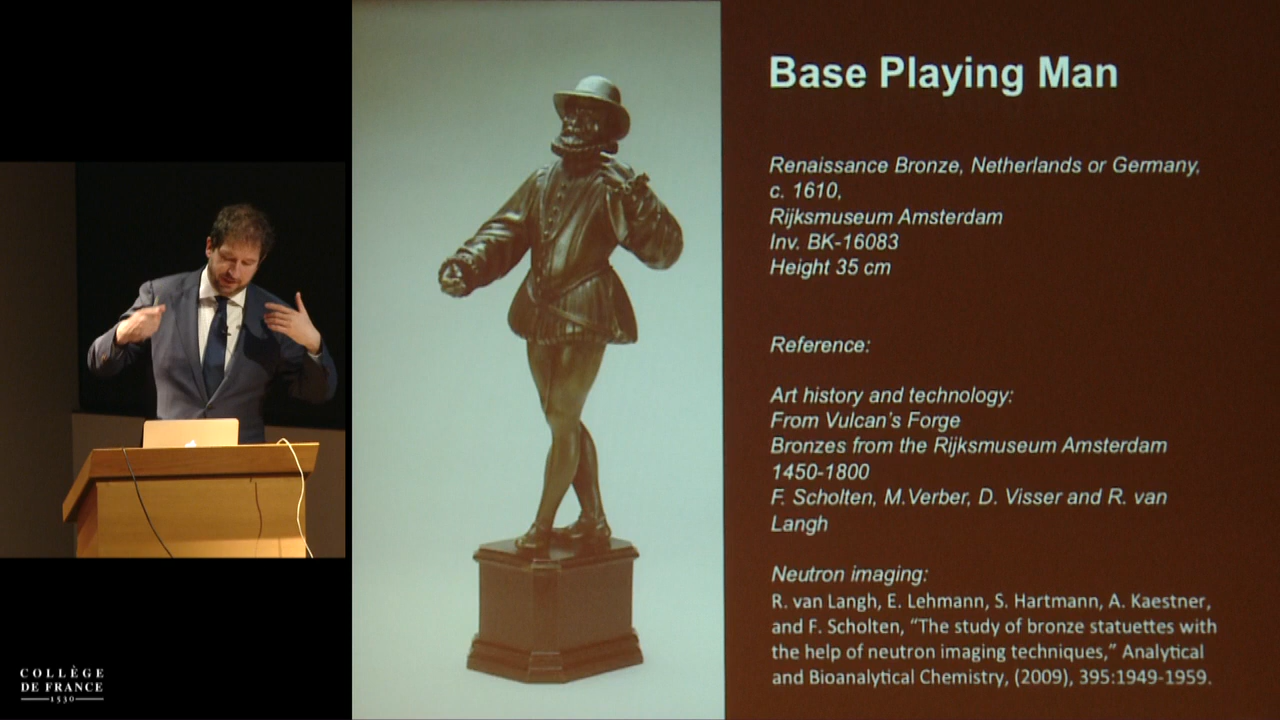 Base Playing Man
Renaissance Bronze, Netherlands or Germany,
c. 1610,
Rijksmuseum Amsterdam
Inv. BK-16083
Height 35 cm
Reference:
Art history and technology:
From Vulcan's Forge
Bronzes from the Rijksmuseum Amsterdam
1450-1800
F. Scholten, M.Verber, D. Visser and R. van
Langh
Neutron imaging:
R. van Langh, E. Lehmann, S. Hartmann, A. Kaestner,
and F. Scholten, “The study of bronze statuettes with
the help of neutron imaging techniques,” Analytical
and Bioanalytical Chemistry, (2009), 395:1949-1959.
COLLÈGE
DE FRANCE
1530